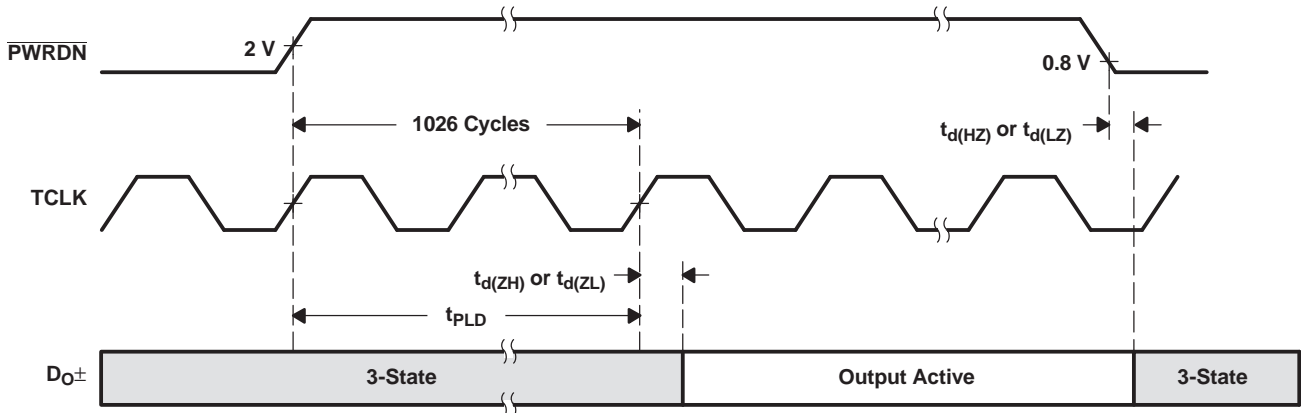 PWRDN
2 V
0.8 V
1026 Cycles
td(HZ) or td(LZ)
TCLK
td(ZH) or td(ZL)
tPLD
DO±
3-State
Output Active
3-State